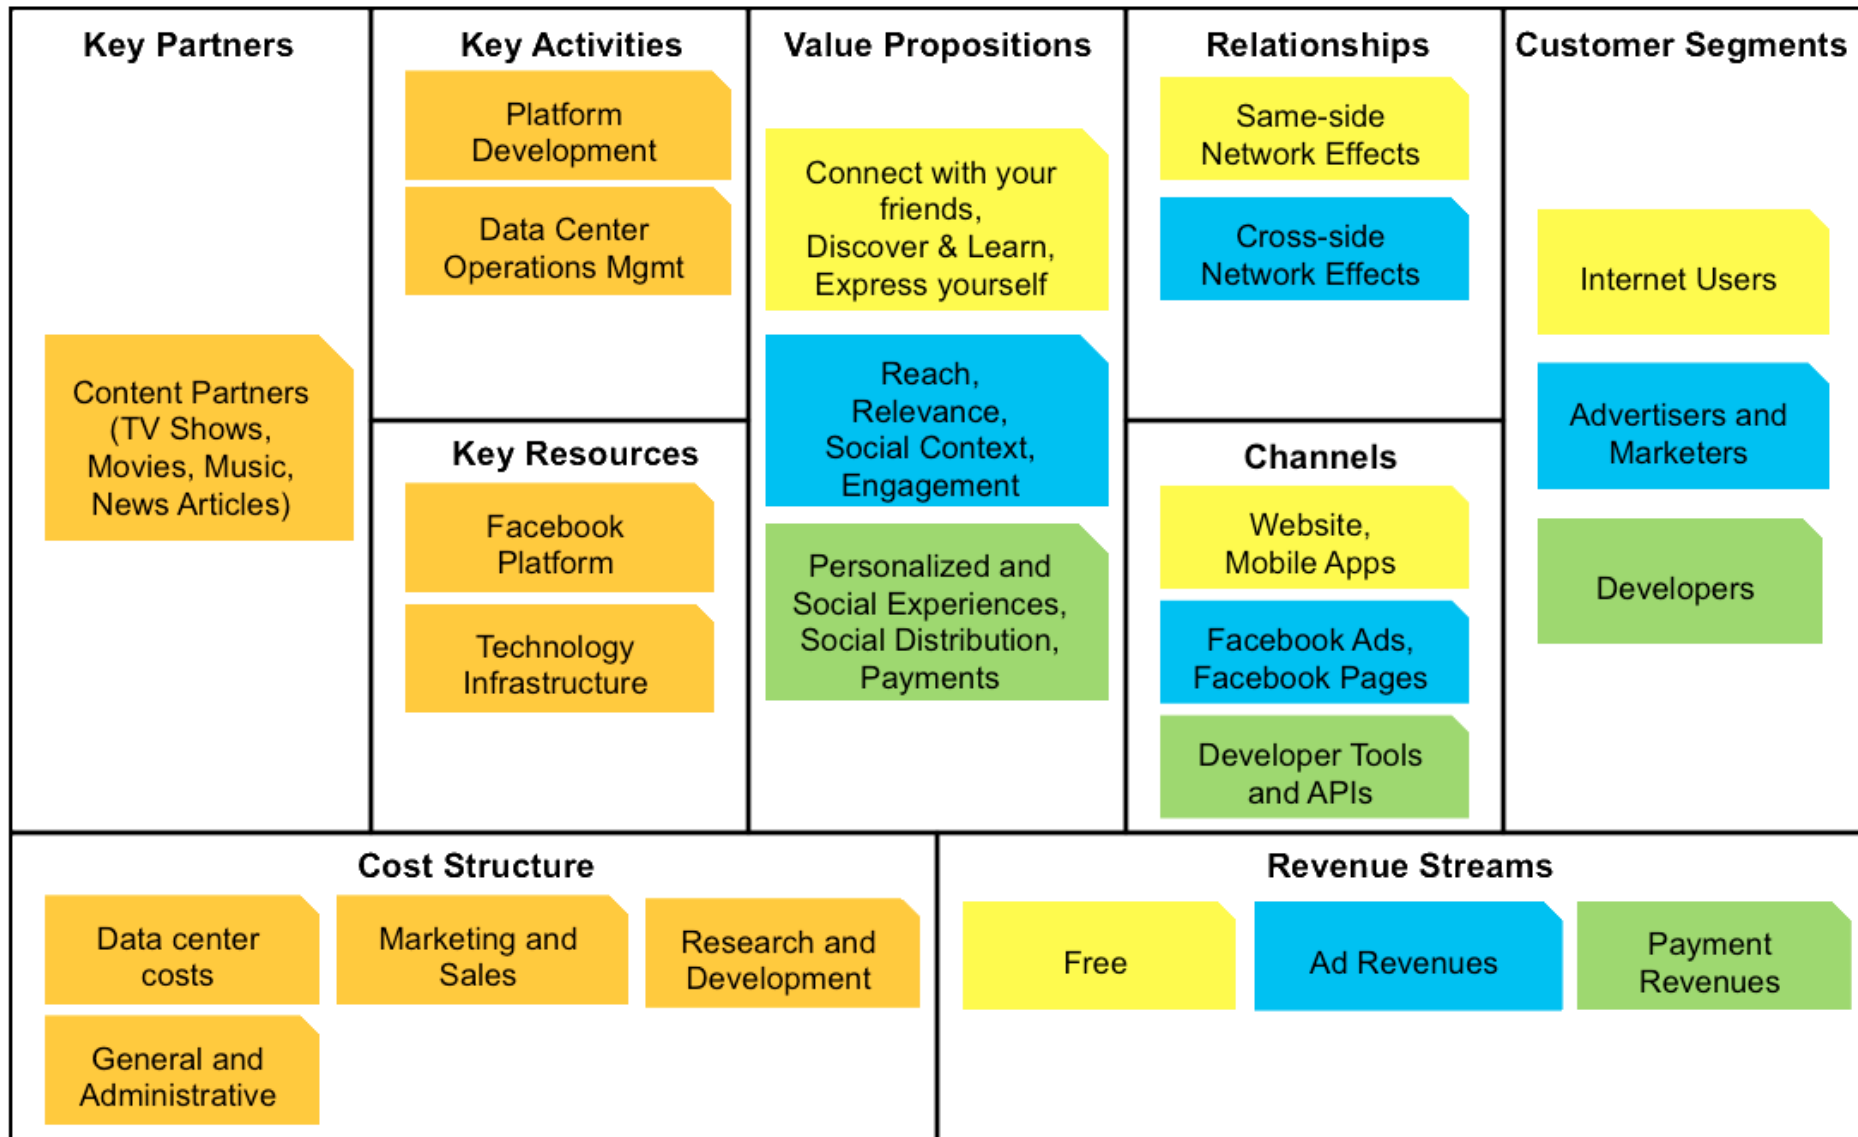 Key Partners
Content Partners
(TV Shows,
Movies, Music,
News Articles)
Key Activities
Platform
Development
Data Center
Operations Mgmt
Key Resources
Facebook
Platform
Technology
Infrastructure
Value Propositions
Connect with your
friends,
Discover & Learn,
Express yourself
Reach,
Relevance,
Social Context,
Engagement
Personalized and
Social Experiences,
Social Distribution,
Payments
Relationships
Same-side
Network Effects
Cross-side
Network Effects
Channels
Website,
Mobile Apps
Facebook Ads,
Facebook Pages
Developer Tools
and APIs
Customer Segments
Internet Users
Advertisers and
Marketers
Developers
Cost Structure
Data center
costs
Marketing and
Sales
Research and
Development
General and
Administrative
Revenue Streams
Free
Ad Revenues
Payment
Revenues